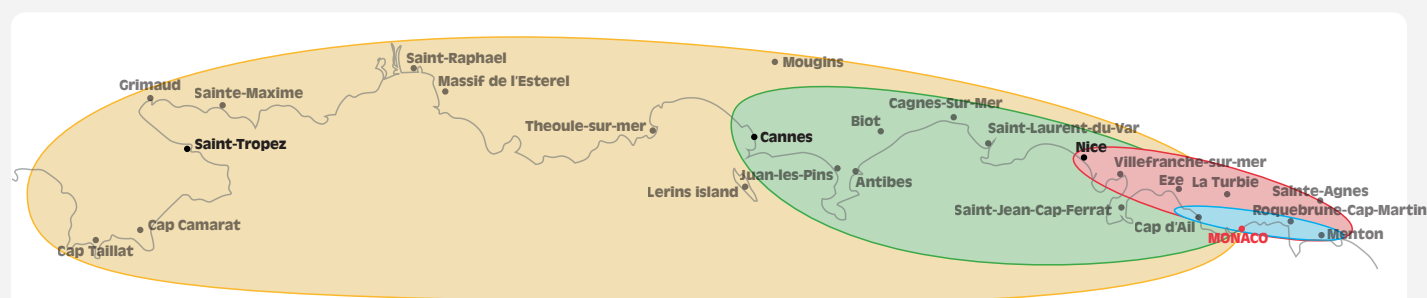 Saint-Raphael
Mougins
Massif de l'Esterel
Grimaud
Sainte-Maxime
Cagnes-Sur-Mer
Biot
Theoule-sur-mer
Saint-Laurent-du-Var
Cannes
Saint-Tropez
Nice
Villefranche-sur-mer
Juan-les-Pins
Antibes
Eze
La Turbie
Lerins island
Sainte-Agnes
Saint-Jean-Cap-Ferrat
Roquebrune-Cap-Martin
Cap Camarat
Cap d'Ail
MONACO
Menton
Cap Taillat